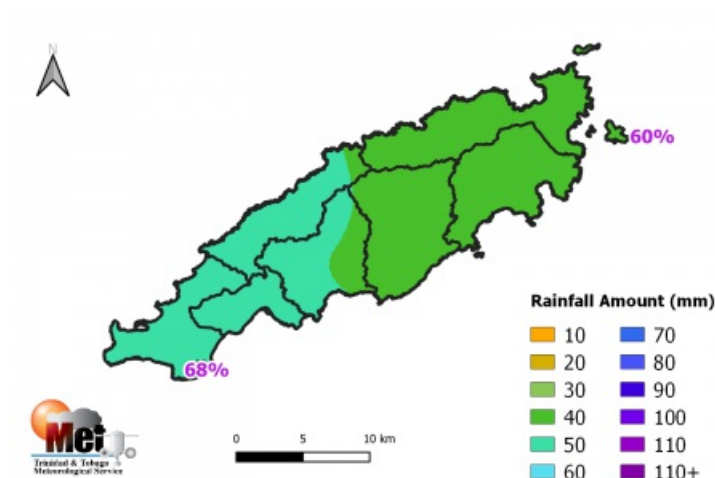 N
60%
68%
Rainfall Amount (mm)
10 70
20 80
30 90
40 100
50 110
60 110+
0 5 10 km
Met
Trinidad & Tobago
Meteorological Service